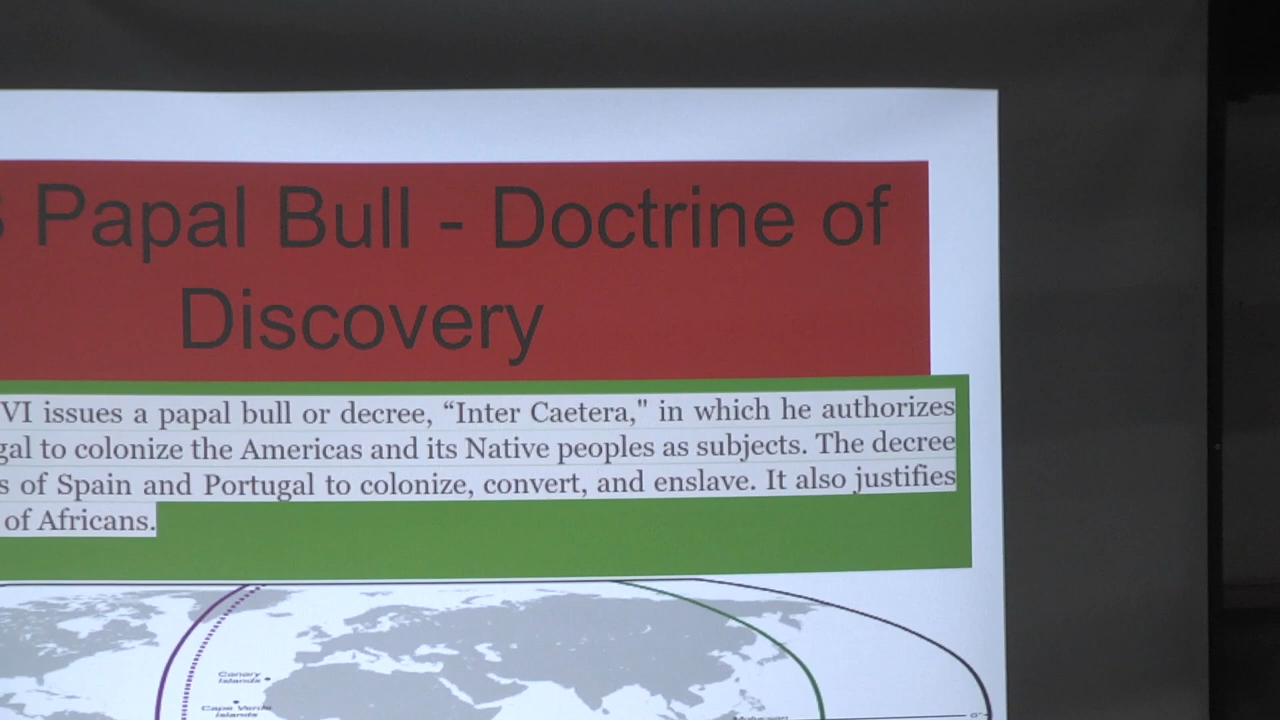 Papal Bull - Doctrine of
Discovery
VI issues a papal bull or decree, “Inter Caetera," in which he authorizes
gal to colonize the Americas and its Native peoples as subjects. The decree
s of Spain and Portugal to colonize, convert, and enslave. It also justifies
of Africans.
Canary
Islands
Cape Verde
Islands
0°